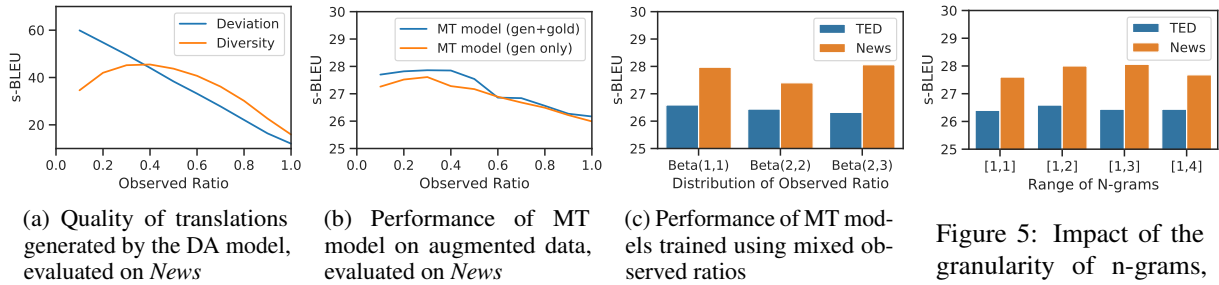 60
40
20
s-BLEU
Deviation
Diversity
0.0 0.2 0.4 0.6 0.8 1.0
Observed Ratio
(a) Quality of translations
generated by the DA model,
evaluated on News
30
29
28
27
26
25
s-BLEU
MT model (gen+gold)
MT model (gen only)
0.0 0.2 0.4 0.6 0.8 1.0
Observed Ratio
(b) Performance of MT
model on augmented data,
evaluated on News
30
29
28
27
26
25
s-BLEU
TED
News
Beta(1,1) Beta(2,2) Beta(2,3)
Distribution of Observed Ratio
(c) Performance of MT mod-
els trained using mixed ob-
served ratios
30
29
28
27
26
25
s-BLEU
TED
News
[1,1] [1,2] [1,3] [1,4]
Range of N-grams
Figure 5: Impact of the
granularity of n-grams,